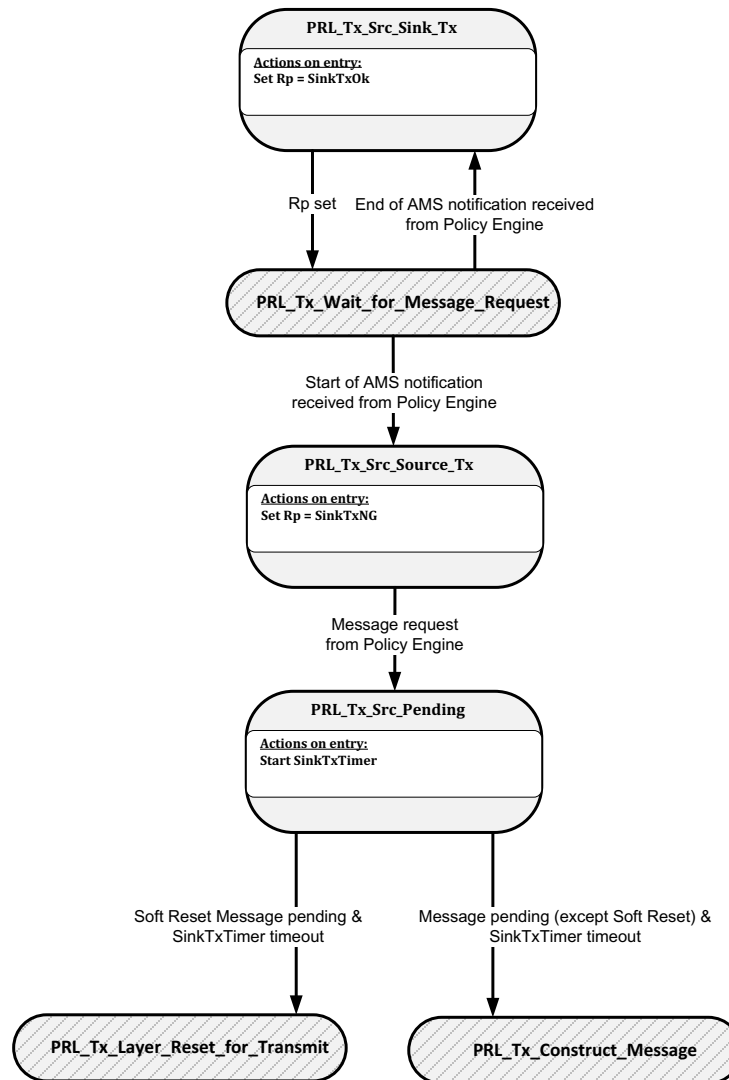 PRL_Tx_Src_Sink_Tx
Actions on entry:
Set Rp = SinkTxOk
Rp set
End of AMS notification received
from Policy Engine
PRL_Tx_Wait_for_Message_Request
Start of AMS notification
received from Policy Engine
PRL_Tx_Src_Source_Tx
Actions on entry:
Set Rp = SinkTxNG
Message request
from Policy Engine
PRL_Tx_Src_Pending
Actions on entry:
Start SinkTxTimer
Soft Reset Message pending &
SinkTxTimer timeout
Message pending (except Soft Reset) &
SinkTxTimer timeout
PRL_Tx_Layer_Reset_for_Transmit
PRL_Tx_Construct_Message